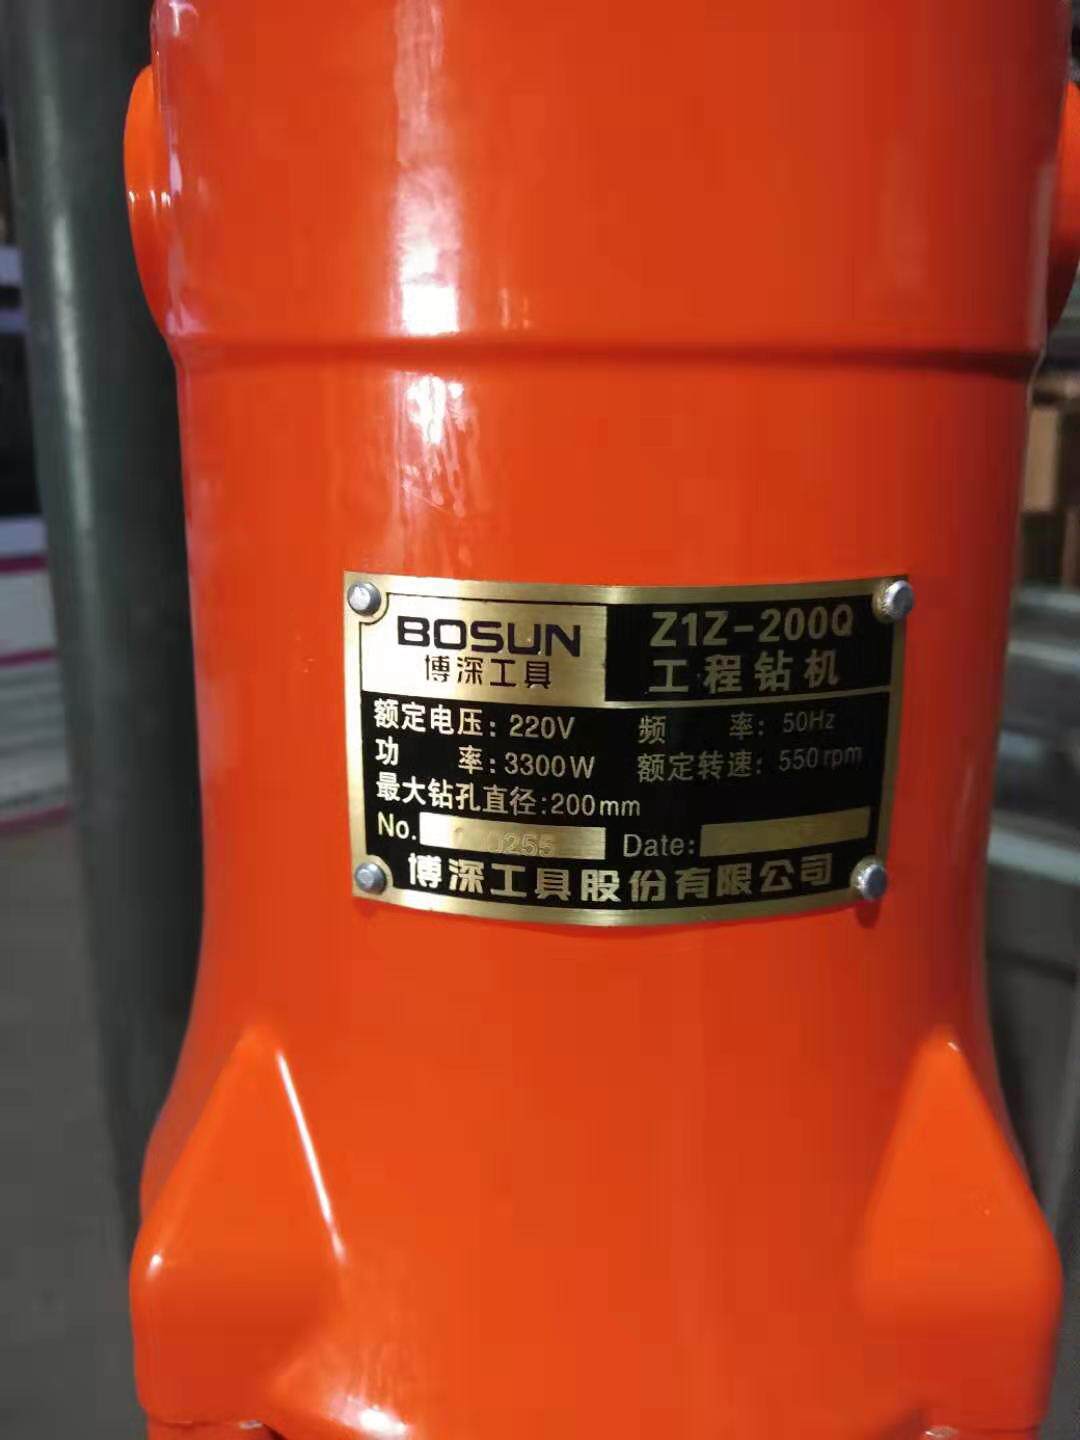 BOSUN
博深工具
Z1Z-200Q
工程钻机
额定电压: 220V 频 率: 50Hz
功 率: 3300W 额定转速: 550rpm
最大钻孔直径: 200mm
No. Date:
博深工具股份有限公司